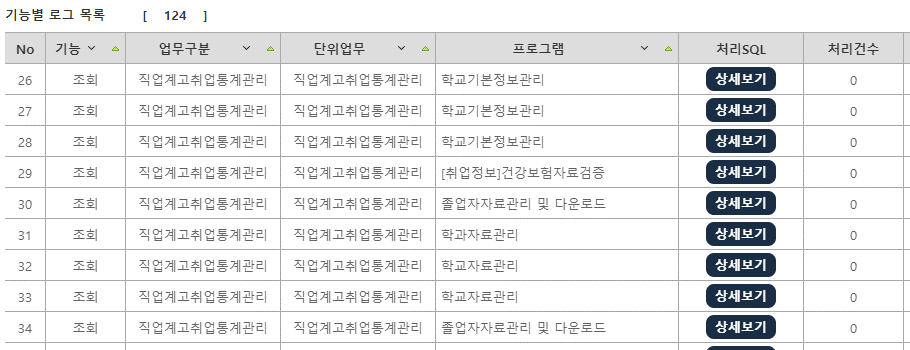 기능별 로그 목록 [ 124 ]
No 기능 업무구분 단위업무 프로그램 처리SQL 처리건수
26 조회 직업계고취업통계관리 직업계고취업통계관리 학교기본정보관리 상세보기 0
27 조회 직업계고취업통계관리 직업계고취업통계관리 학교기본정보관리 상세보기 0
28 조회 직업계고취업통계관리 직업계고취업통계관리 학교기본정보관리 상세보기 0
29 조회 직업계고취업통계관리 직업계고취업통계관리 [취업정보]건강보험자료검증 상세보기 0
30 조회 직업계고취업통계관리 직업계고취업통계관리 졸업자자료관리 및 다운로드 상세보기 0
31 조회 직업계고취업통계관리 직업계고취업통계관리 학과자료관리 상세보기 0
32 조회 직업계고취업통계관리 직업계고취업통계관리 학교자료관리 상세보기 0
33 조회 직업계고취업통계관리 직업계고취업통계관리 학교자료관리 상세보기 0
34 조회 직업계고취업통계관리 직업계고취업통계관리 졸업자자료관리 및 다운로드 상세보기 0